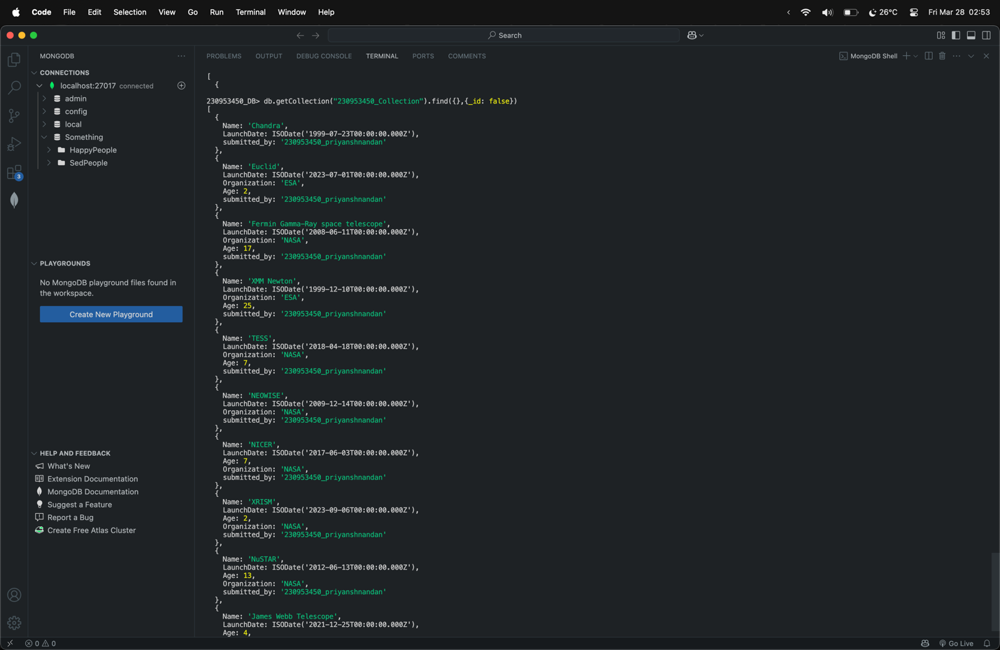 Code File Edit Selection View Go Run Terminal Window Help
26°C Fri Mar 28 02:53
Search
MONGODB
PROBLEMS OUTPUT DEBUG CONSOLE TERMINAL PORTS COMMENTS
MongoDB Shell
CONNECTIONS
localhost:27017 connected
admin
config
local
Something
HappyPeople
SedPeople
3
PLAYGROUNDS
No MongoDB playground files found in
the workspace.
Create New Playground
HELP AND FEEDBACK
What's New
Extension Documentation
MongoDB Documentation
Suggest a Feature
Report a Bug
Create Free Atlas Cluster
[
{
230953450_DB> db.getCollection("230953450_Collection").find({},{_id: false})
[
{
Name: 'Chandra',
LaunchDate: ISODate('1999-07-23T00:00:00.000Z'),
submitted_by: '230953450_priyanshnandan'
},
{
Name: 'Euclid',
LaunchDate: ISODate('2023-07-01T00:00:00.000Z'),
Organization: 'ESA',
Age: 2,
submitted_by: '230953450_priyanshnandan'
},
{
Name: 'Fermin Gamma-Ray space telescope',
LaunchDate: ISODate('2008-06-11T00:00:00.000Z'),
Organization: 'NASA',
Age: 17,
submitted_by: '230953450_priyanshnandan'
},
{
Name: 'XMM Newton',
LaunchDate: ISODate('1999-12-10T00:00:00.000Z'),
Organization: 'ESA',
Age: 25,
submitted_by: '230953450_priyanshnandan'
},
{
Name: 'TESS',
LaunchDate: ISODate('2018-04-18T00:00:00.000Z'),
Organization: 'NASA',
Age: 7,
submitted_by: '230953450_priyanshnandan'
},
{
Name: 'NEOWISE',
LaunchDate: ISODate('2009-12-14T00:00:00.000Z'),
Organization: 'NASA',
submitted_by: '230953450_priyanshnandan'
},
{
Name: 'NICER',
LaunchDate: ISODate('2017-06-03T00:00:00.000Z'),
Age: 7,
Organization: 'NASA',
submitted_by: '230953450_priyanshnandan'
},
{
Name: 'XRISM',
LaunchDate: ISODate('2023-09-06T00:00:00.000Z'),
Age: 2,
Organization: 'NASA',
submitted_by: '230953450_priyanshnandan'
},
{
Name: 'NuSTAR',
LaunchDate: ISODate('2012-06-13T00:00:00.000Z'),
Age: 13,
Organization: 'NASA',
submitted_by: '230953450_priyanshnandan'
},
{
Name: 'James Webb Telescope',
LaunchDate: ISODate('2021-12-25T00:00:00.000Z'),
Age: 4,
0 0
Go Live